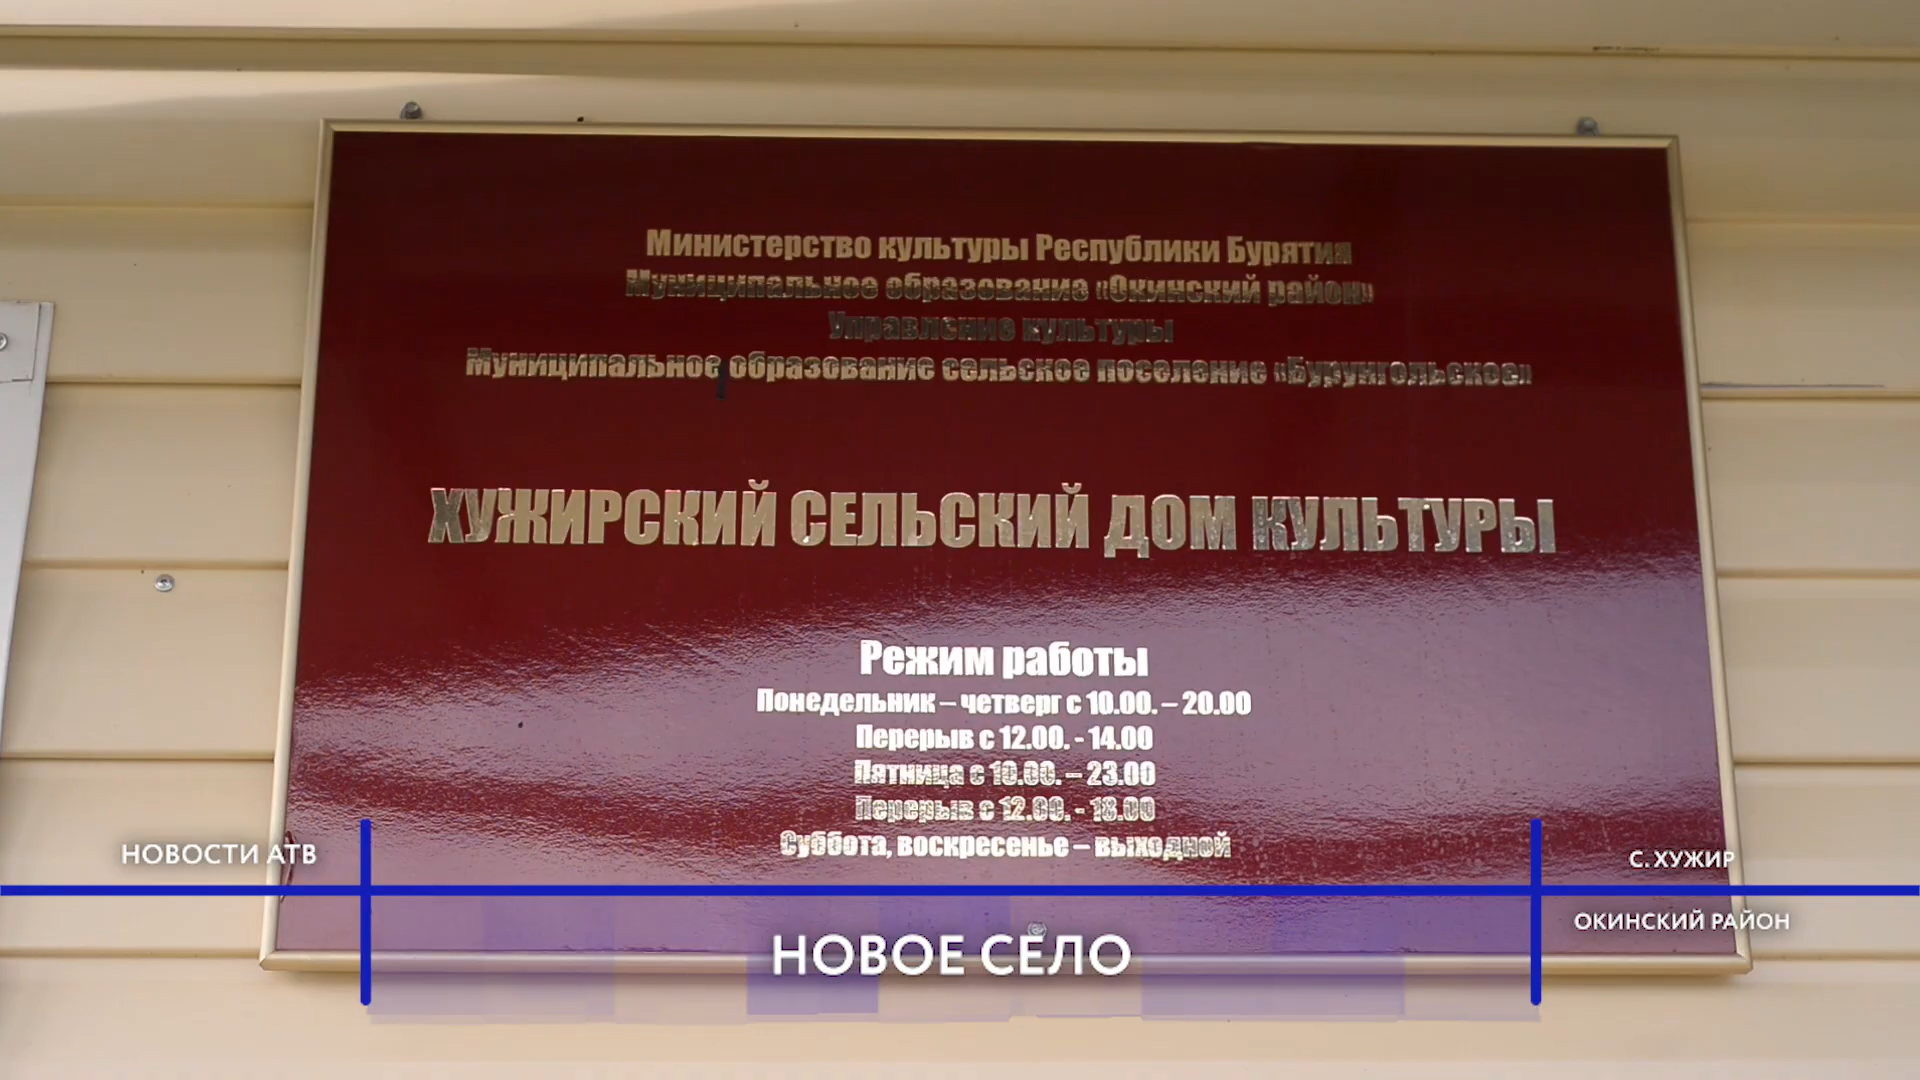 Министерство культуры Республики Бурятия
Муниципальное образование «Окинский район»
Управление культуры
Муниципальное образование сельское поселение «Бурунгольское»
ХУЖИРСКИЙ СЕЛЬСКИЙ ДОМ КУЛЬТУРЫ
Режим работы
Понедельник – четверг с 10.00. – 20.00
Перерыв с 12.00. - 14.00
Пятница с 10.00. – 23.00
Перерыв с 12.00. - 18.00
Суббота, воскресенье – выходной
НОВОСТИ АТВ
С. ХУЖИР
ОКИНСКИЙ РАЙОН
НОВОЕ СЕЛО